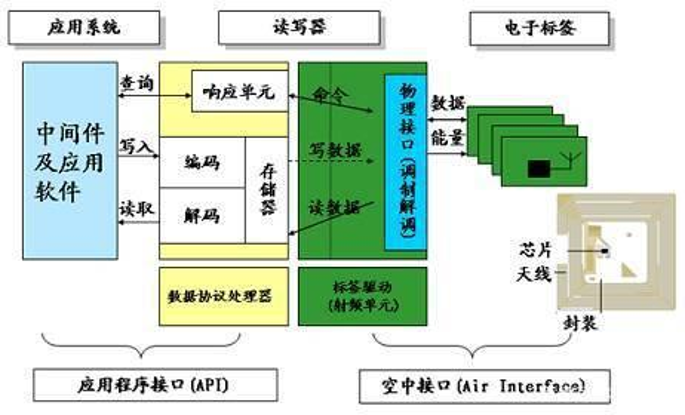 应用系统
读写器
电子标签
中间件
及应用
软件
查询
写入
读取
响应单元
编码
解码
存储器
命令
写数据
读数据
物理接口(调制解调)
数据
能量
芯片
天线
封装
数据协议处理器
标签驱动
(射频单元)
应用程序接口(API)
空中接口(Air Interface)